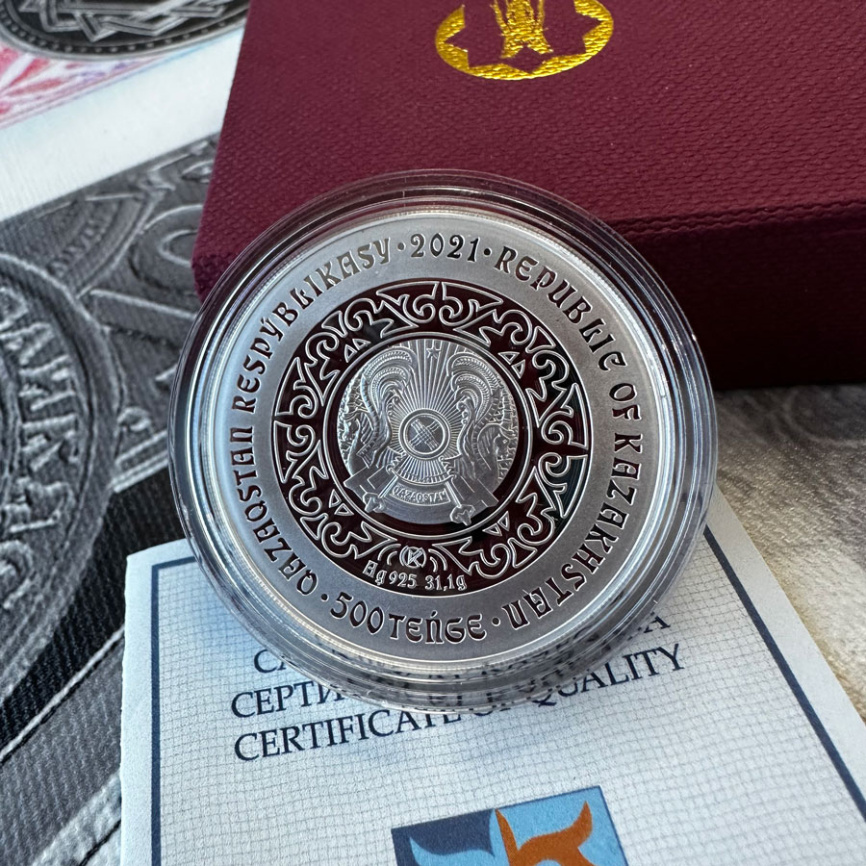 QAZAQSTAN RESPÝBLIKASY · 2021 · REPUBLIC OF KAZAKHSTAN · 500 TEŃGE ·
QAZAQSTAN
Ag 925 31,1g
CERTIFICATE OF QUALITY